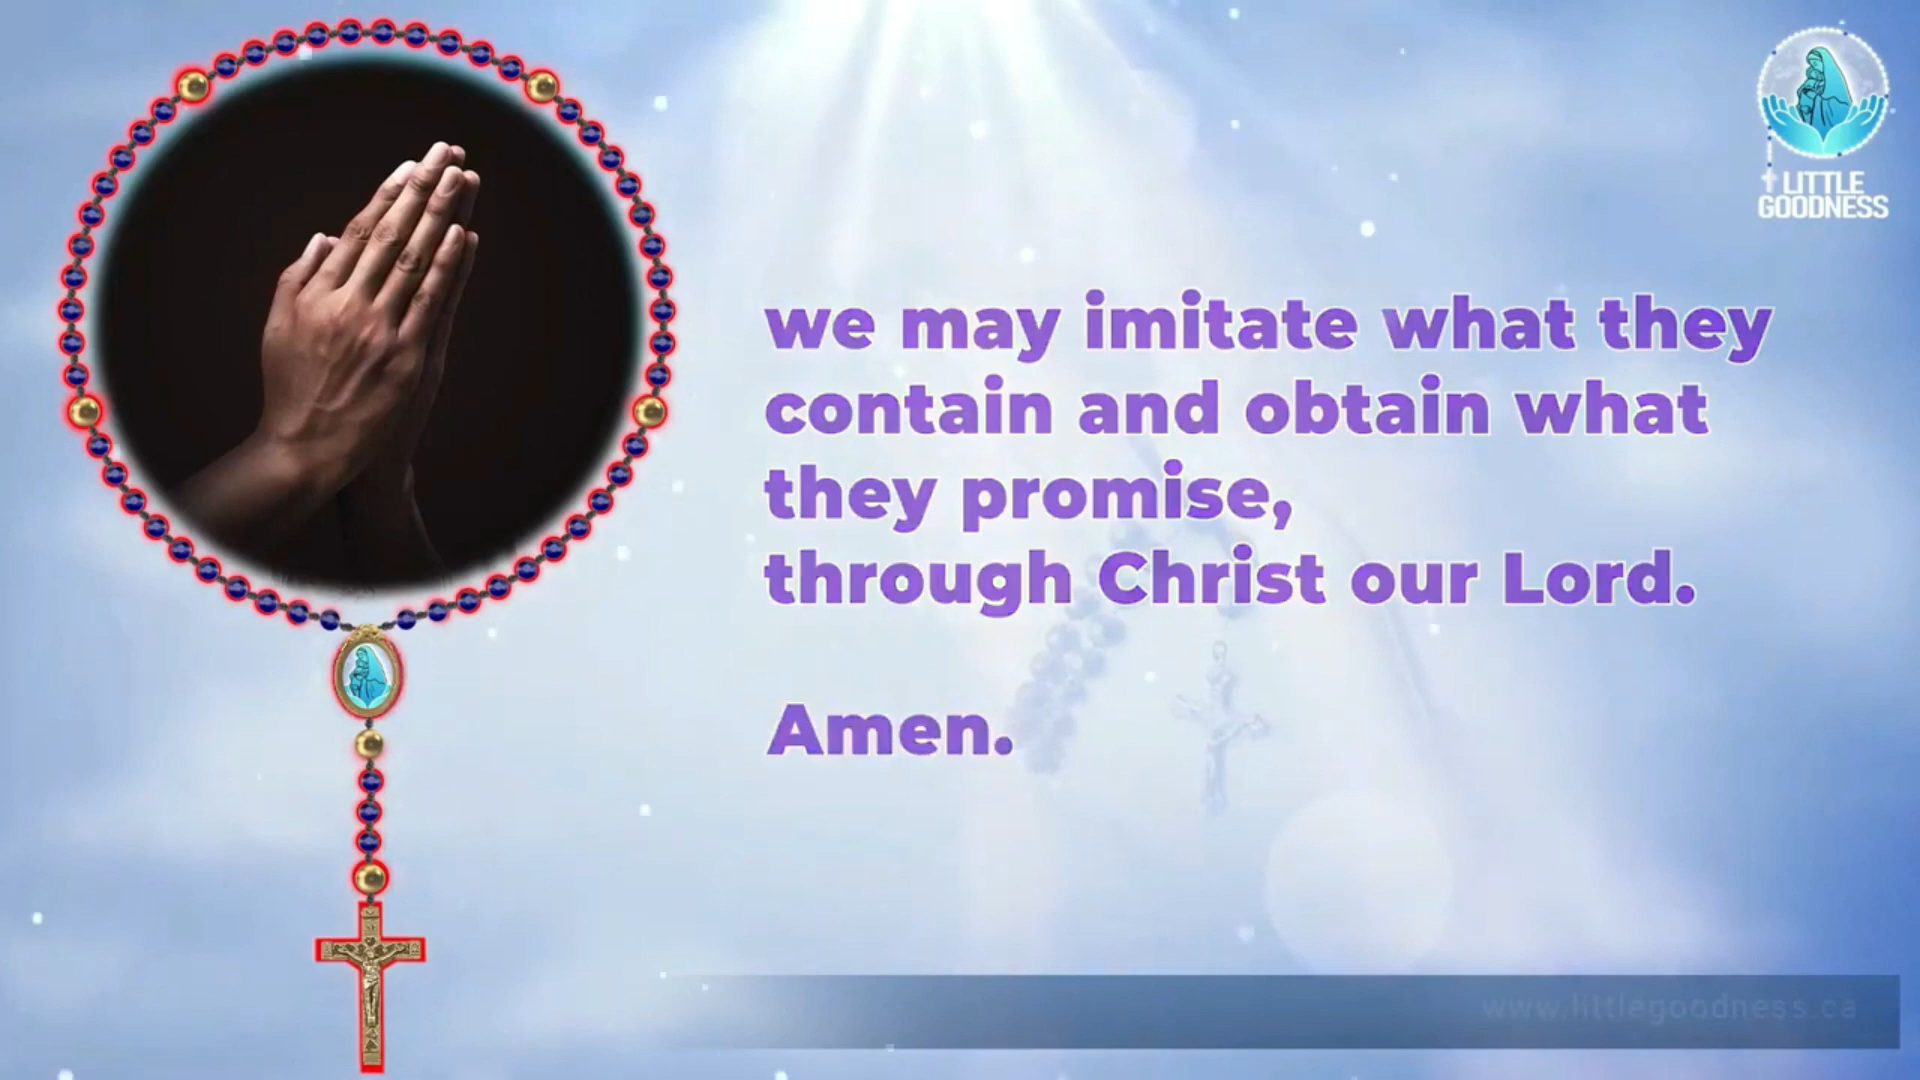 LITTLE
GOODNESS
we may imitate what they
contain and obtain what
they promise,
through Christ our Lord.
Amen.
www.littlegoodness.ca